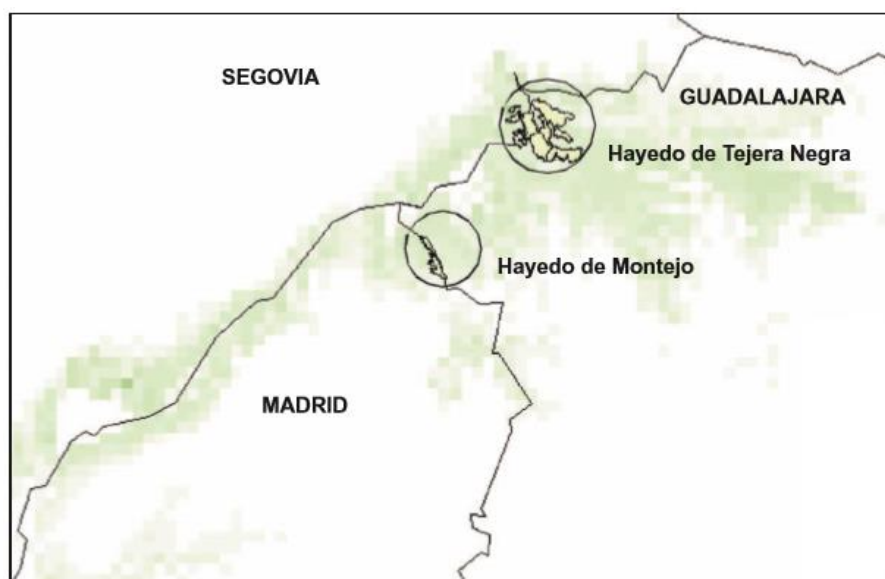 SEGOVIA
GUADALAJARA
Hayedo de Tejera Negra
Hayedo de Montejo
MADRID